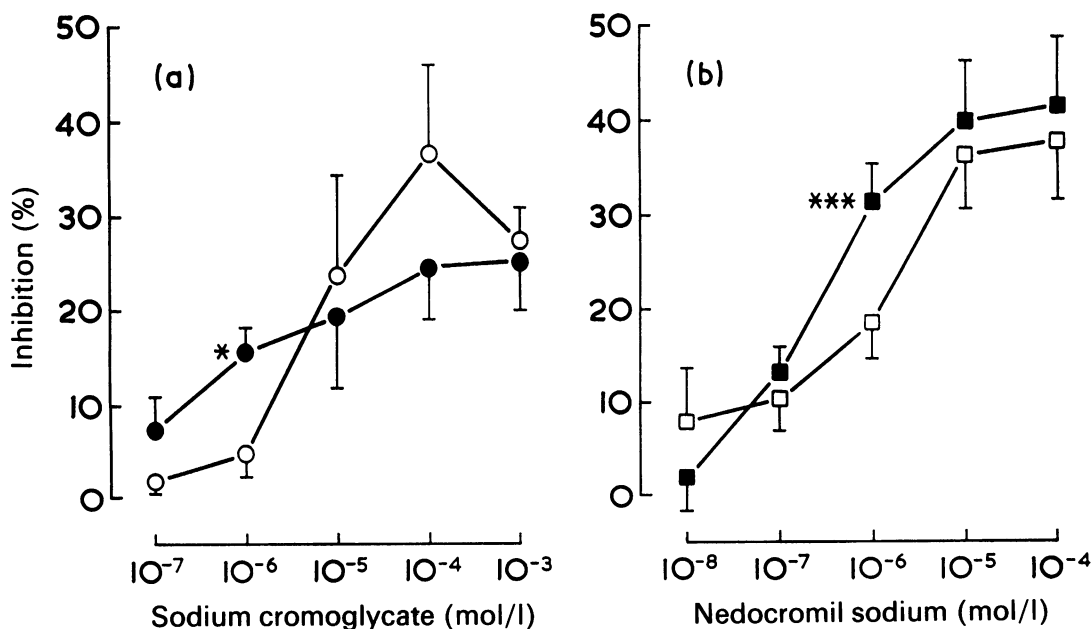 (a)
50
40
30
20
10
0
Inhibition (%)
*
10-7 10-6 10-5 10-4 10-3
Sodium cromoglycate (mol/l)
(b)
50
40
30
20
10
0
***
10-8 10-7 10-6 10-5 10-4
Nedocromil sodium (mol/l)